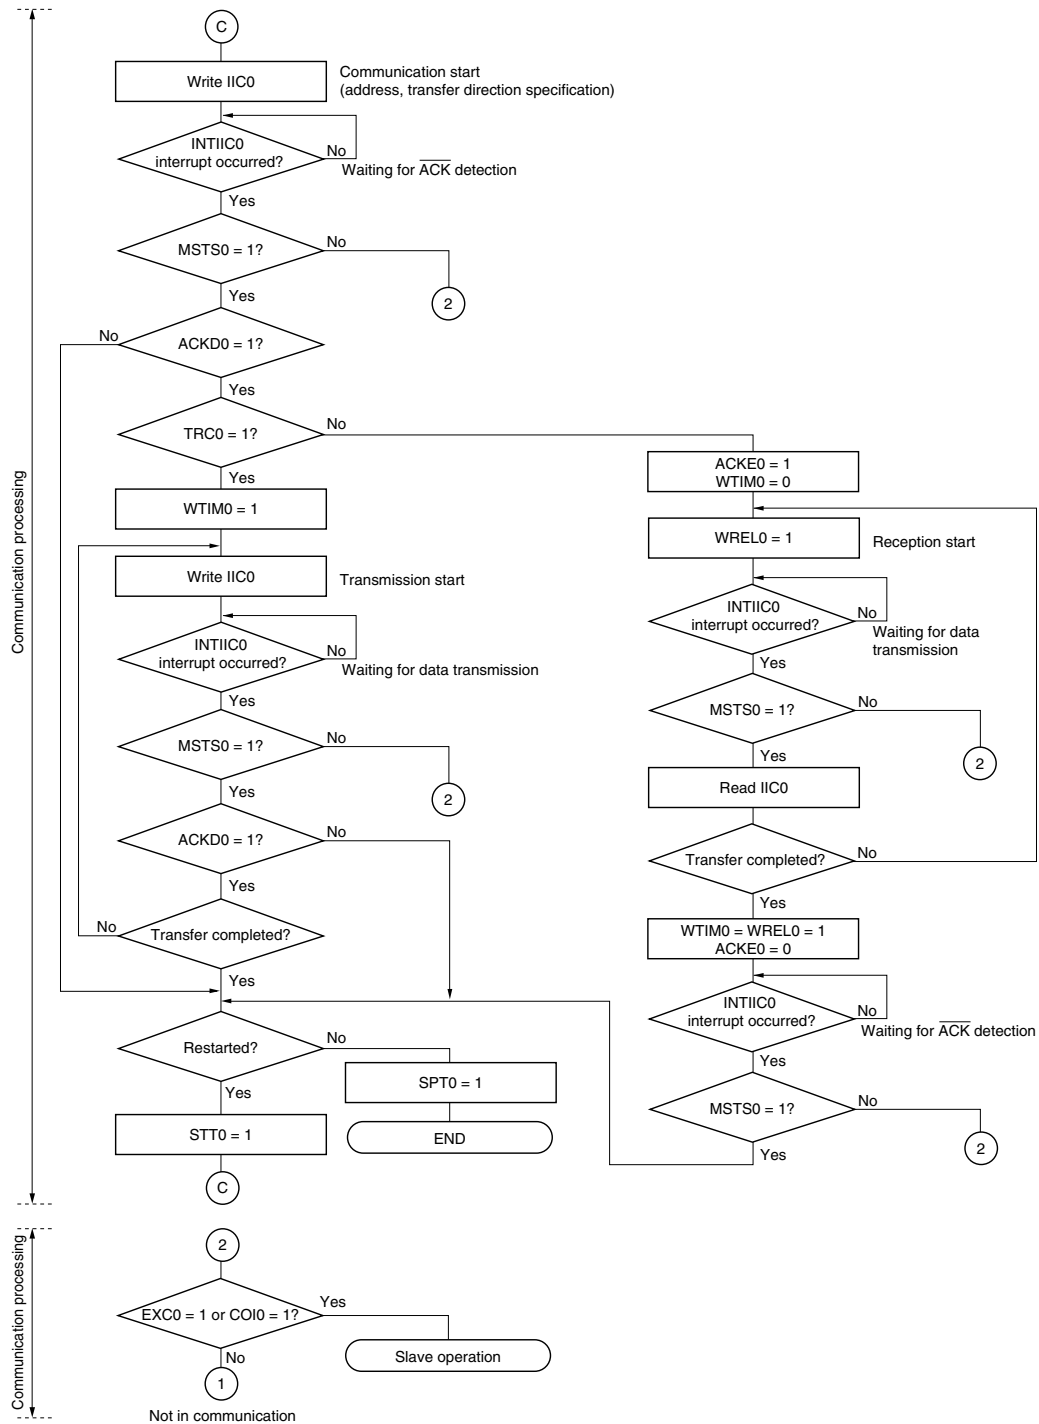 C
Write IIC0
Communication start
(address, transfer direction specification)
INTIIC0
interrupt occurred?
No
Waiting for ACK detection
Yes
MSTS0 = 1?
No
2
Yes
ACKD0 = 1?
No
Yes
TRC0 = 1?
No
Yes
WTIM0 = 1
Write IIC0
Transmission start
INTIIC0
interrupt occurred?
No
Waiting for data transmission
Yes
MSTS0 = 1?
No
2
Yes
ACKD0 = 1?
No
Yes
Transfer completed?
No
Yes
Restarted?
No
SPT0 = 1
END
Yes
STT0 = 1
C
ACKE0 = 1
WTIM0 = 0
WREL0 = 1
Reception start
INTIIC0
interrupt occurred?
No
Waiting for data
transmission
Yes
MSTS0 = 1?
No
2
Yes
Read IIC0
Transfer completed?
No
Yes
WTIM0 = WREL0 = 1
ACKE0 = 0
INTIIC0
interrupt occurred?
No
Waiting for ACK detection
Yes
MSTS0 = 1?
No
2
Yes
Communication processing
2
EXC0 = 1 or COI0 = 1?
Yes
Slave operation
No
1
Not in communication
Communication processing